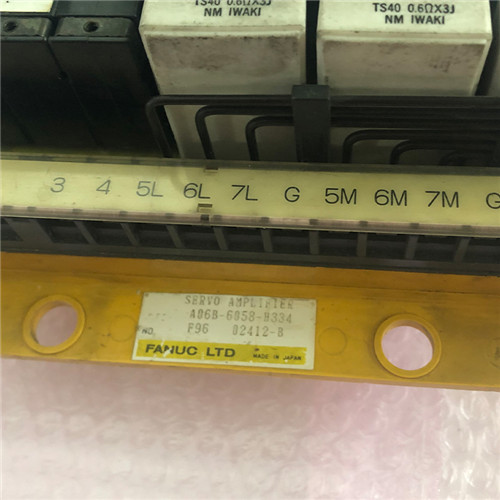 TS40 0.6ΩX3J
NM IWAKI
TS40 0.6ΩX3J
NM IWAKI
3 4 5L 6L 7L G 5M 6M 7M G
SERVO AMPLIFIER
A06B-6058-H334
NO. F96 02412-B
FANUC LTD MADE IN JAPAN